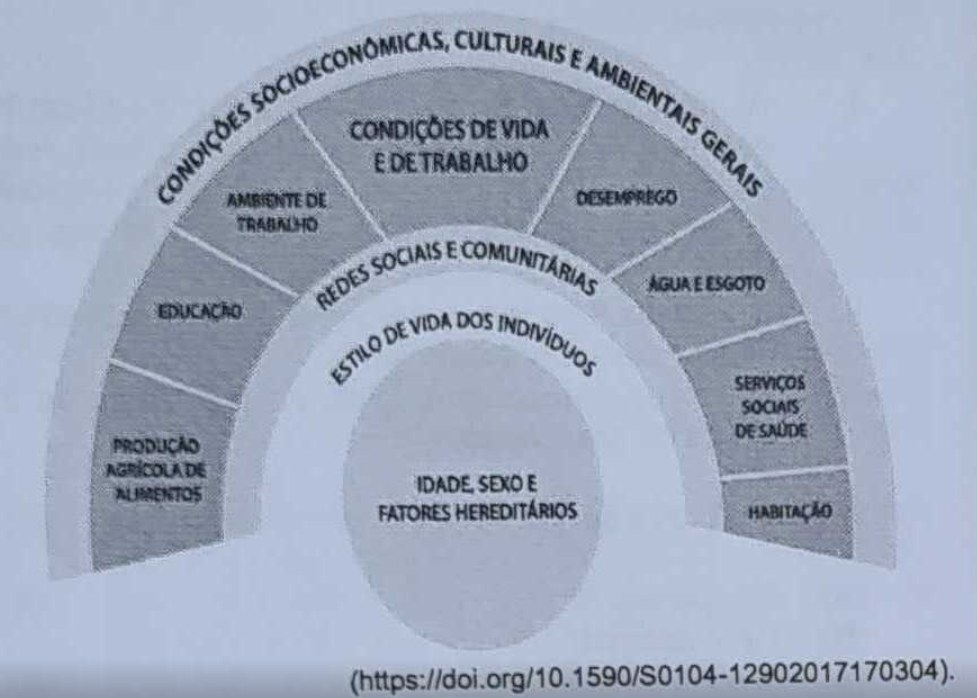 CONDIÇÕES SOCIOECONÔMICAS, CULTURAIS E AMBIENTAIS GERAIS
CONDIÇÕES DE VIDA
E DE TRABALHO
AMBIENTE DE
TRABALHO
DESEMPREGO
REDES SOCIAIS E COMUNITÁRIAS
EDUCAÇÃO
ÁGUA E ESGOTO
ESTILO DE VIDA DOS INDIVÍDUOS
SERVIÇOS
SOCIAIS
DE SAÚDE
PRODUÇÃO
AGRÍCOLA DE
ALIMENTOS
IDADE, SEXO E
FATORES HEREDITÁRIOS
HABITAÇÃO
(https://doi.org/10.1590/S0104-12902017170304).